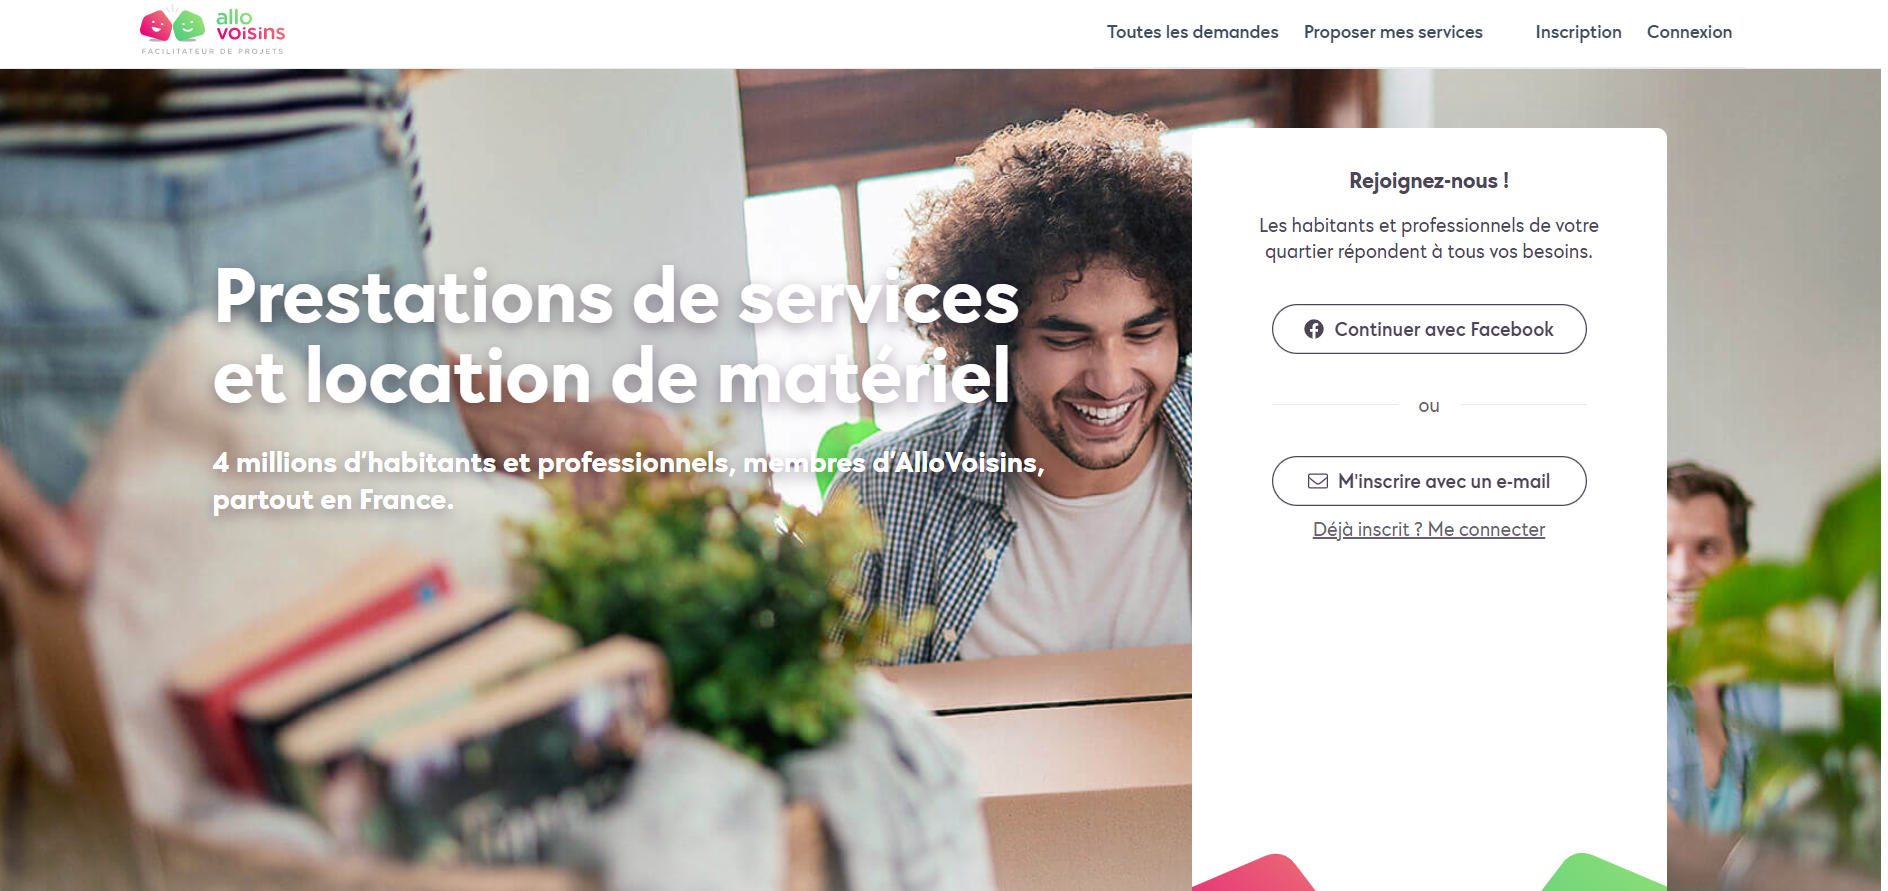 allo
voisins
FACILITATEUR DE PROJETS
Toutes les demandes
Proposer mes services
Inscription
Connexion
Prestations de services
et location de matériel
4 millions d'habitants et professionnels, membres d'AlloVoisins,
partout en France.
Rejoignez-nous !
Les habitants et professionnels de votre
quartier répondent à tous vos besoins.
Continuer avec Facebook
ou
M'inscrire avec un e-mail
Déjà inscrit ? Me connecter